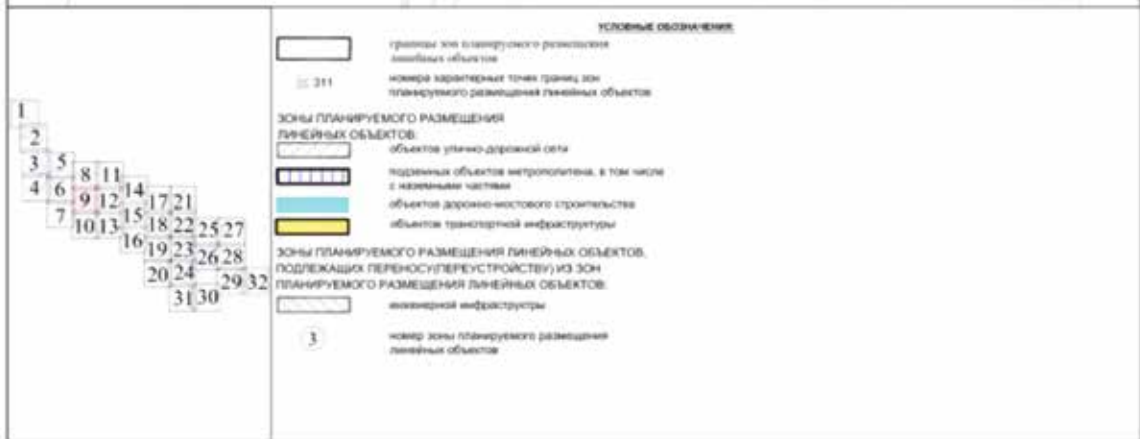 УСЛОВНЫЕ ОБОЗНАЧЕНИЯ:
границы зон планируемого размещения
линейных объектов
311
номера характерных точек границ зон
планируемого размещения линейных объектов
ЗОНЫ ПЛАНИРУЕМОГО РАЗМЕЩЕНИЯ
ЛИНЕЙНЫХ ОБЪЕКТОВ:
объектов улично-дорожной сети
подземных объектов метрополитена, в том числе
с наземными частями
объектов дорожно-мостового строительства
объектов транспортной инфраструктуры
ЗОНЫ ПЛАНИРУЕМОГО РАЗМЕЩЕНИЯ ЛИНЕЙНЫХ ОБЪЕКТОВ,
ПОДЛЕЖАЩИХ ПЕРЕНОСУ(ПЕРЕУСТРОЙСТВУ) ИЗ ЗОН
ПЛАНИРУЕМОГО РАЗМЕЩЕНИЯ ЛИНЕЙНЫХ ОБЪЕКТОВ:
инженерной инфраструктры
3
номер зоны планируемого размещения
линейных объектов
1
2
3 5
8 11
4 6
14
9 12
17 21
7
15
10 13
18 22 25 27
16
19 23 26 28
20 24
29 32
31 30